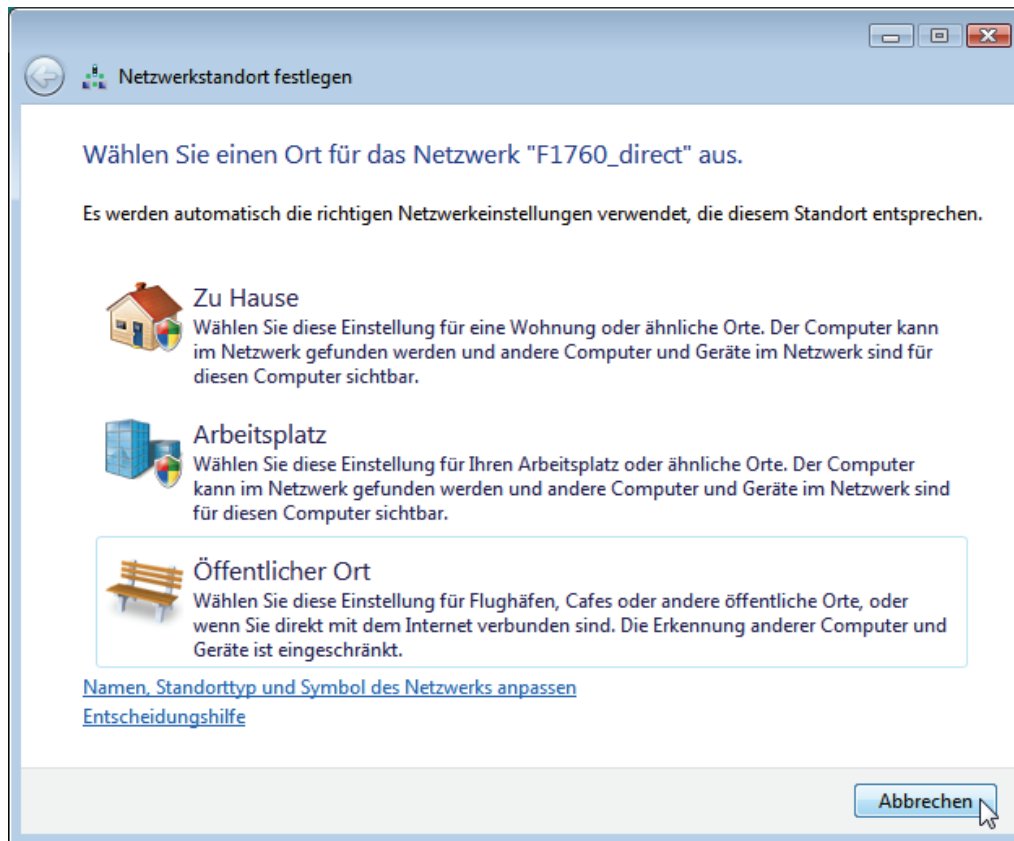 Netzwerkstandort festlegen
Wählen Sie einen Ort für das Netzwerk "F1760_direct" aus.
Es werden automatisch die richtigen Netzwerkeinstellungen verwendet, die diesem Standort entsprechen.
Zu Hause
Wählen Sie diese Einstellung für eine Wohnung oder ähnliche Orte. Der Computer kann
im Netzwerk gefunden werden und andere Computer und Geräte im Netzwerk sind für
diesen Computer sichtbar.
Arbeitsplatz
Wählen Sie diese Einstellung für Ihren Arbeitsplatz oder ähnliche Orte. Der Computer
kann im Netzwerk gefunden werden und andere Computer und Geräte im Netzwerk sind
für diesen Computer sichtbar.
Öffentlicher Ort
Wählen Sie diese Einstellung für Flughäfen, Cafes oder andere öffentliche Orte, oder
wenn Sie direkt mit dem Internet verbunden sind. Die Erkennung anderer Computer und
Geräte ist eingeschränkt.
Namen, Standorttyp und Symbol des Netzwerks anpassen
Entscheidungshilfe
Abbrechen